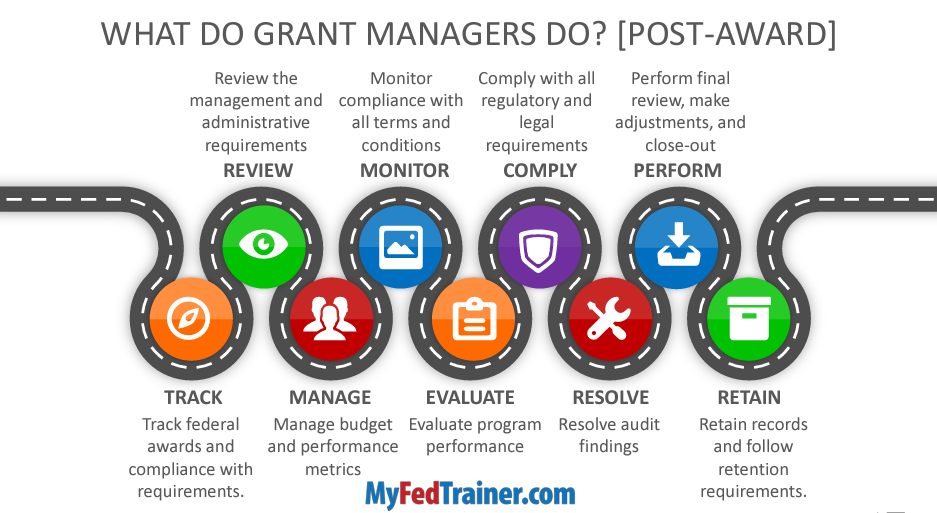 WHAT DO GRANT MANAGERS DO? [POST-AWARD]
Review the
management and
administrative
requirements
REVIEW
Monitor
compliance with
all terms and
conditions
MONITOR
Comply with all
regulatory and
legal
requirements
COMPLY
Perform final
review, make
adjustments, and
close-out
PERFORM
TRACK
Track federal
awards and
compliance with
requirements.
MANAGE
Manage budget
and performance
metrics
EVALUATE
Evaluate program
performance
RESOLVE
Resolve audit
findings
RETAIN
Retain records
and follow
retention
requirements.
MyFedTrainer.com